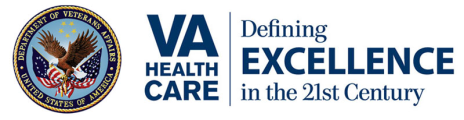 DEPARTMENT OF VETERANS AFFAIRS
UNITED STATES OF AMERICA
VA
HEALTH
CARE
Defining
EXCELLENCE
in the 21st Century